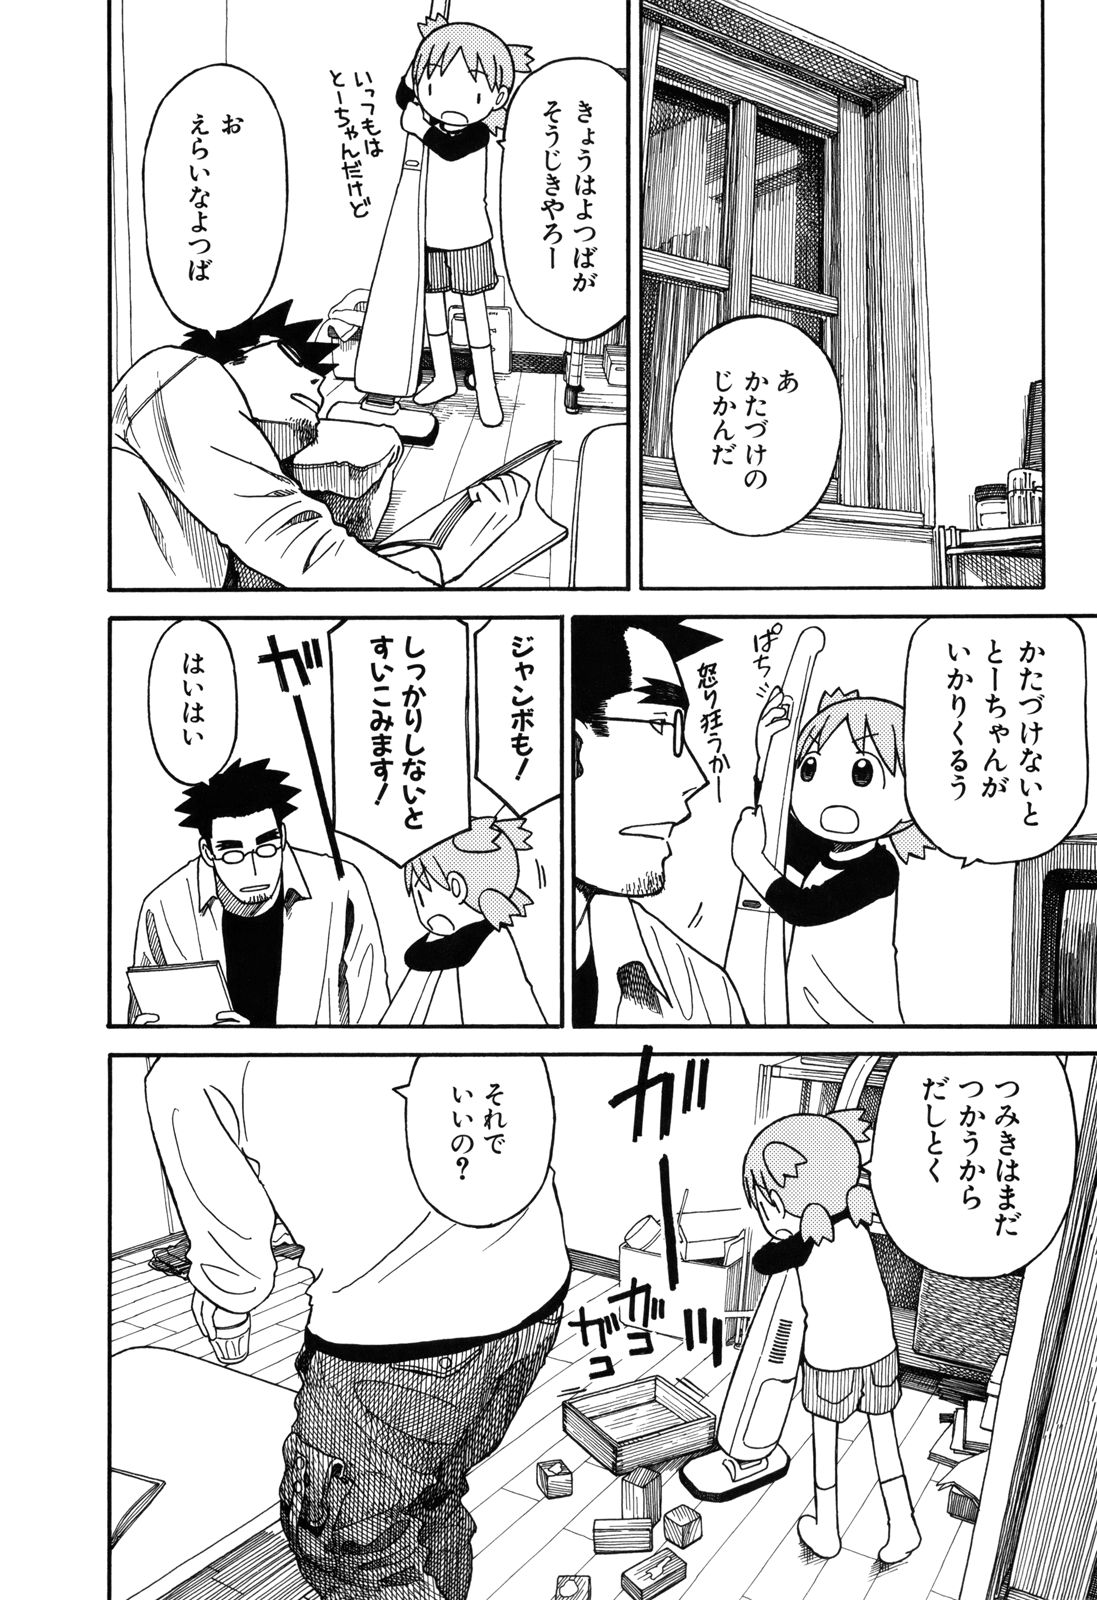 あ
かたづけの
じかんだ
きょうはよつばが
そうじきやろー
いっつもは
とーちゃんだけど
お
えらいなよつば
かたづけないと
とーちゃんが
いかりくるう
ぱちっ
怒り狂うかー
ジャンボも!
しっかりしないと
すいこみます!
ガー
はいはい
つみきはまだ
つかうから
だしとく
ガー
ガコガコ
それで
いいの?